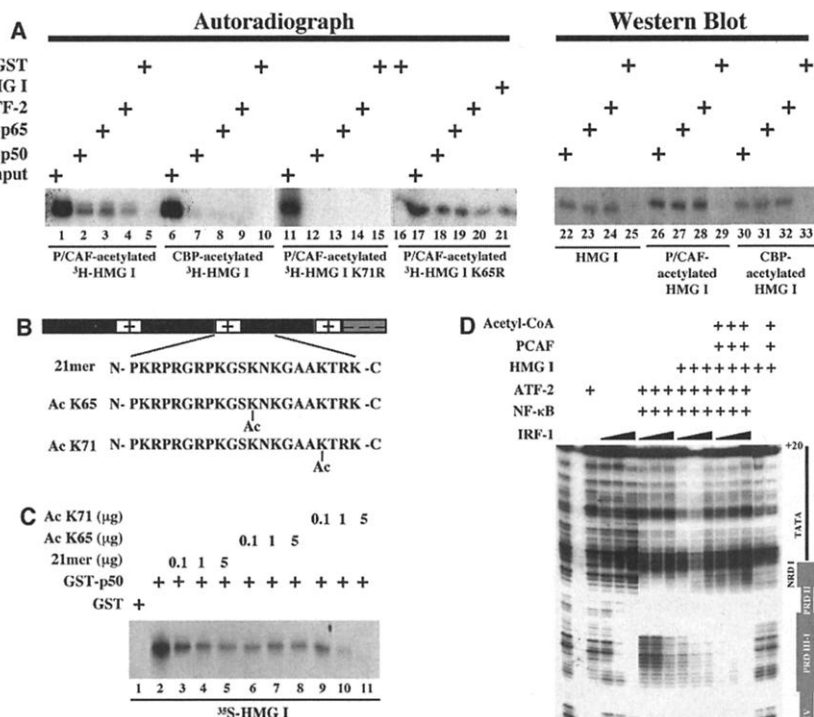 A
Autoradiograph
Western Blot
GST + + + + + + +
MG I +
TF-2 + + + + + + +
p65 + + + + + + +
p50 + + + + + + +
nput + + + +
1 2 3 4 5 6 7 8 9 10 11 12 13 14 15 16 17 18 19 20 21
22 23 24 25 26 27 28 29 30 31 32 33
P/CAF-acetylated
³H-HMG I
CBP-acetylated
³H-HMG I
P/CAF-acetylated
³H-HMG I K71R
P/CAF-acetylated
³H-HMG I K65R
HMG I
P/CAF-
acetylated
HMG I
CBP-
acetylated
HMG I
B
+ + + – – –
21mer N- PKRPRGRPKGSKNKGAAKTRK -C
Ac K65 N- PKRPRGRPKGSKNKGAAKTRK -C
Ac
Ac K71 N- PKRPRGRPKGSKNKGAAKTRK -C
Ac
C
Ac K71 (µg) 0.1 1 5
Ac K65 (µg) 0.1 1 5
21mer (µg) 0.1 1 5
GST-p50 + + + + + + + + + +
GST +
1 2 3 4 5 6 7 8 9 10 11
³⁵S-HMG I
D
Acetyl-CoA + + + +
PCAF + + + +
HMG I + + + + + + + +
ATF-2 + + + + + + + + + +
NF-κB + + + + + + + + +
IRF-1
+20
TATA
NRD I
PRD II
PRD III-I
V